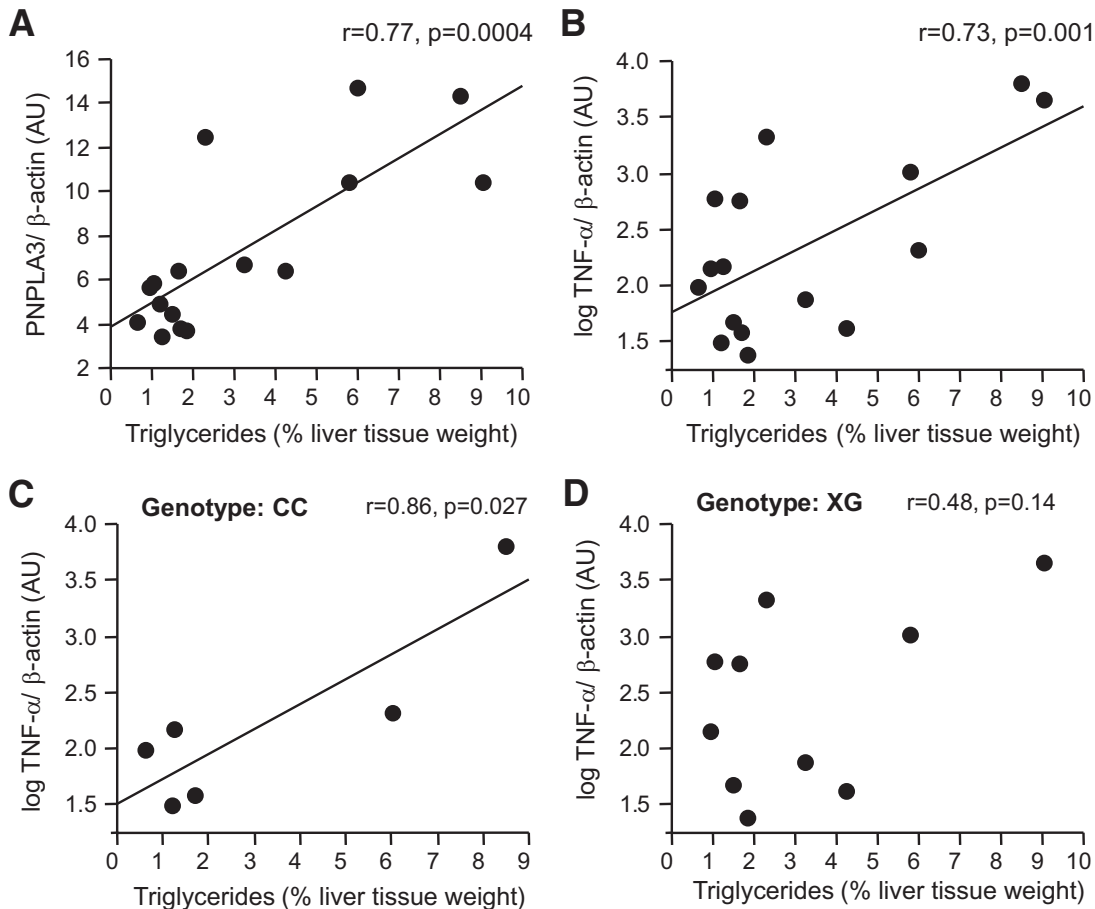 A
r=0.77, p=0.0004
PNPLA3/ β-actin (AU)
16
14
12
10
8
6
4
2
0 1 2 3 4 5 6 7 8 9 10
Triglycerides (% liver tissue weight)
B
r=0.73, p=0.001
log TNF-α/ β-actin (AU)
4.0
3.5
3.0
2.5
2.0
1.5
0 1 2 3 4 5 6 7 8 9 10
Triglycerides (% liver tissue weight)
C
Genotype: CC
r=0.86, p=0.027
log TNF-α/ β-actin (AU)
4.0
3.5
3.0
2.5
2.0
1.5
0 1 2 3 4 5 6 7 8 9
Triglycerides (% liver tissue weight)
D
Genotype: XG
r=0.48, p=0.14
log TNF-α/ β-actin (AU)
4.0
3.5
3.0
2.5
2.0
1.5
0 1 2 3 4 5 6 7 8 9 10
Triglycerides (% liver tissue weight)